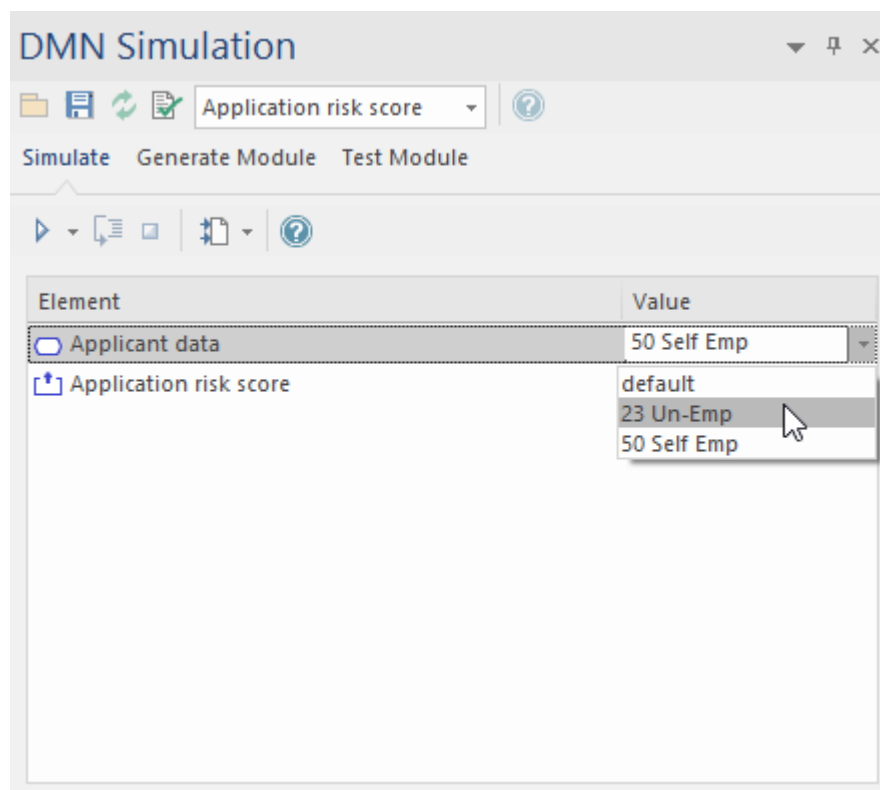 DMN Simulation
Application risk score
Simulate Generate Module Test Module
Element Value
Applicant data 50 Self Emp
Application risk score default
23 Un-Emp
50 Self Emp